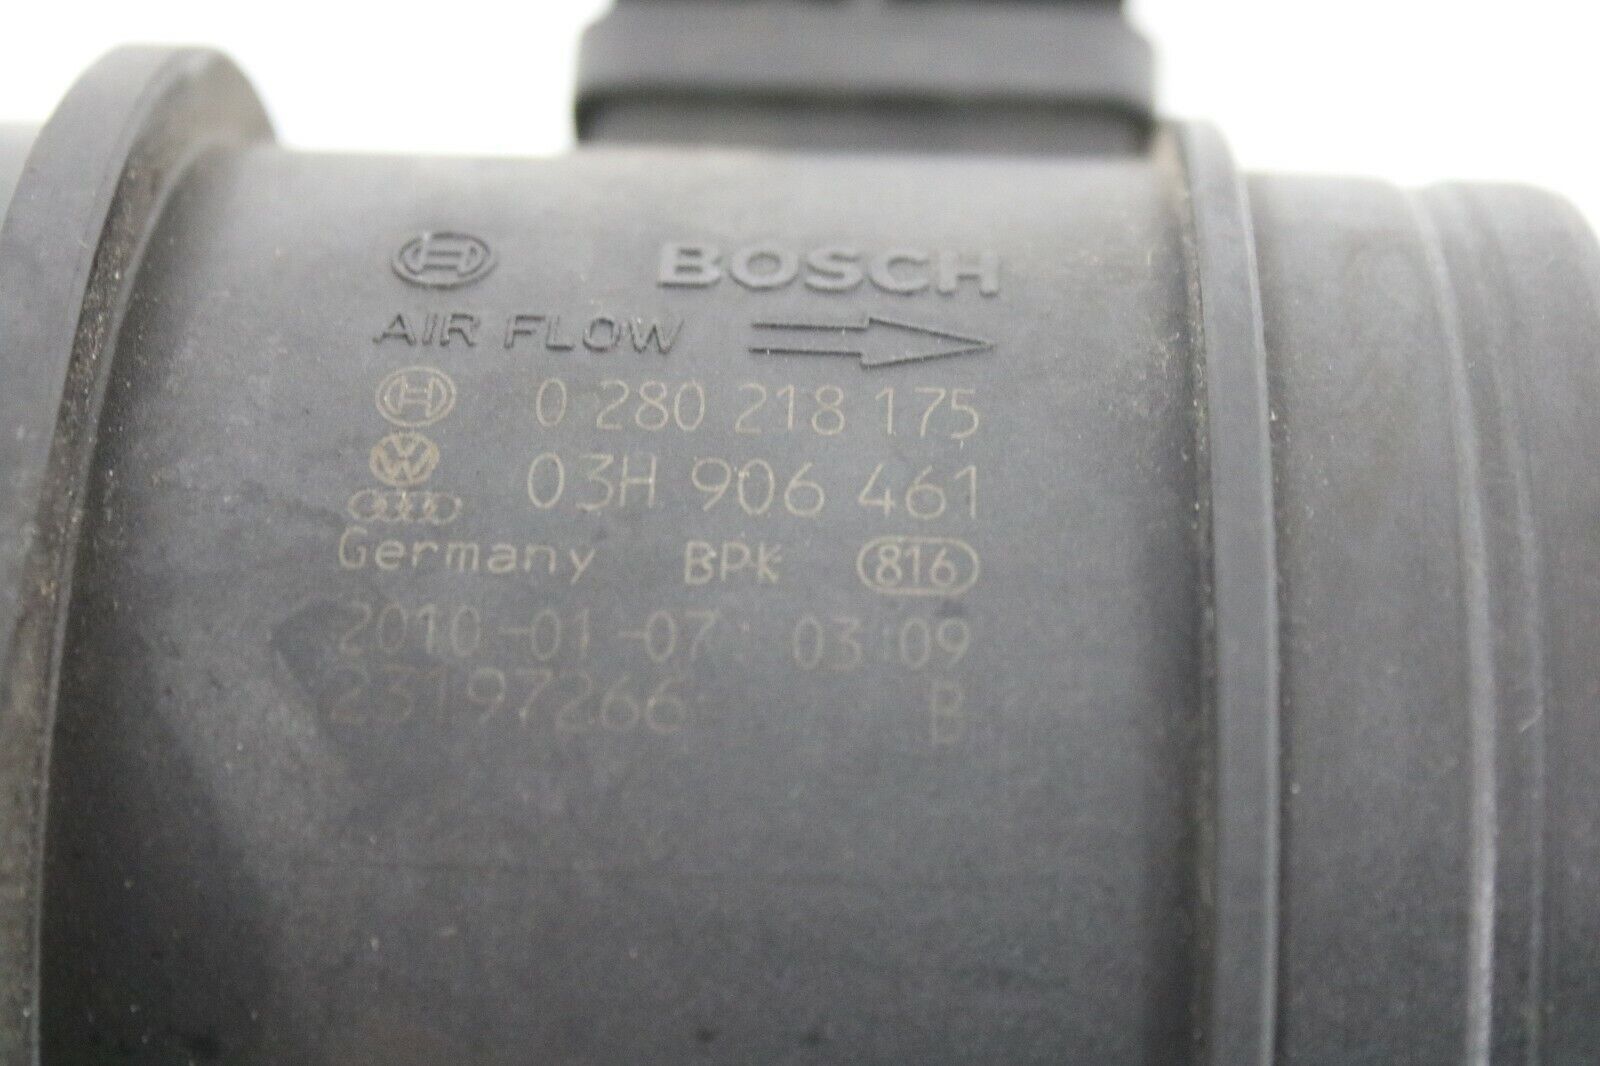 BOSCH
AIR FLOW
0 280 218 175
03H 906 461
Germany BPK 816
2010-01-07 03:09
23197266 B